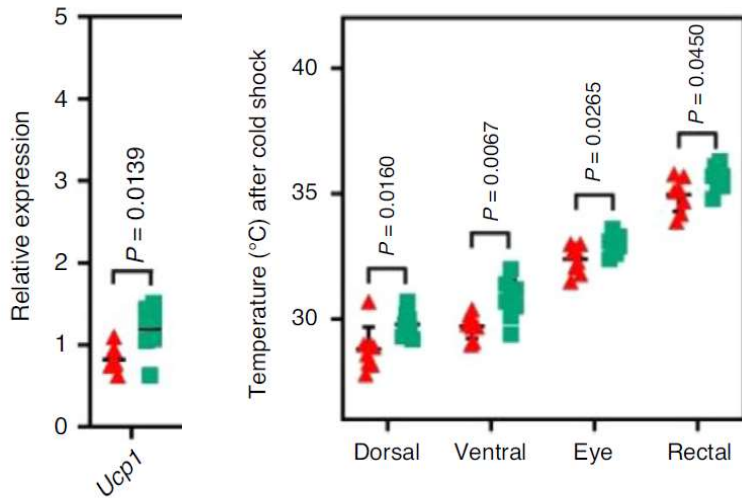 Relative expression
5
4
3
2
1
0
P = 0.0139
Ucp1
Temperature (°C) after cold shock
40
35
30
P = 0.0160
P = 0.0067
P = 0.0265
P = 0.0450
Dorsal
Ventral
Eye
Rectal